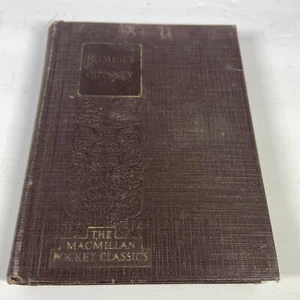 HOMER'S
ODYSSEY
THE
MACMILLAN
POCKET CLASSICS